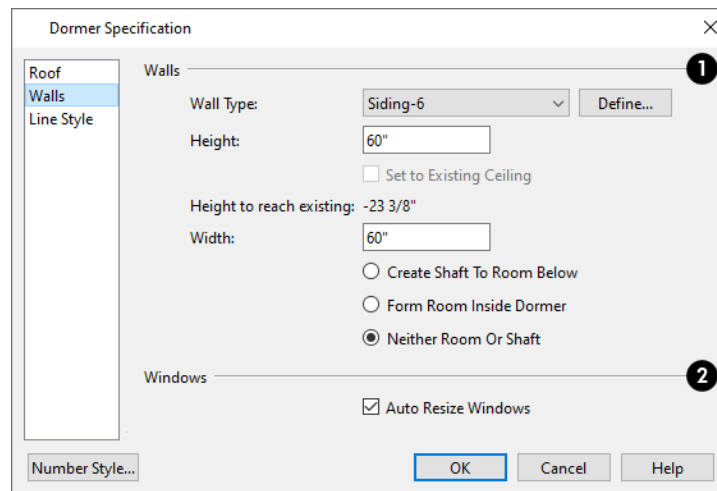 Dormer Specification
Roof
Walls
Line Style
Walls 1
Wall Type: Siding-6 Define...
Height: 60"
Set to Existing Ceiling
Height to reach existing: -23 3/8"
Width: 60"
Create Shaft To Room Below
Form Room Inside Dormer
Neither Room Or Shaft
Windows 2
Auto Resize Windows
Number Style... OK Cancel Help